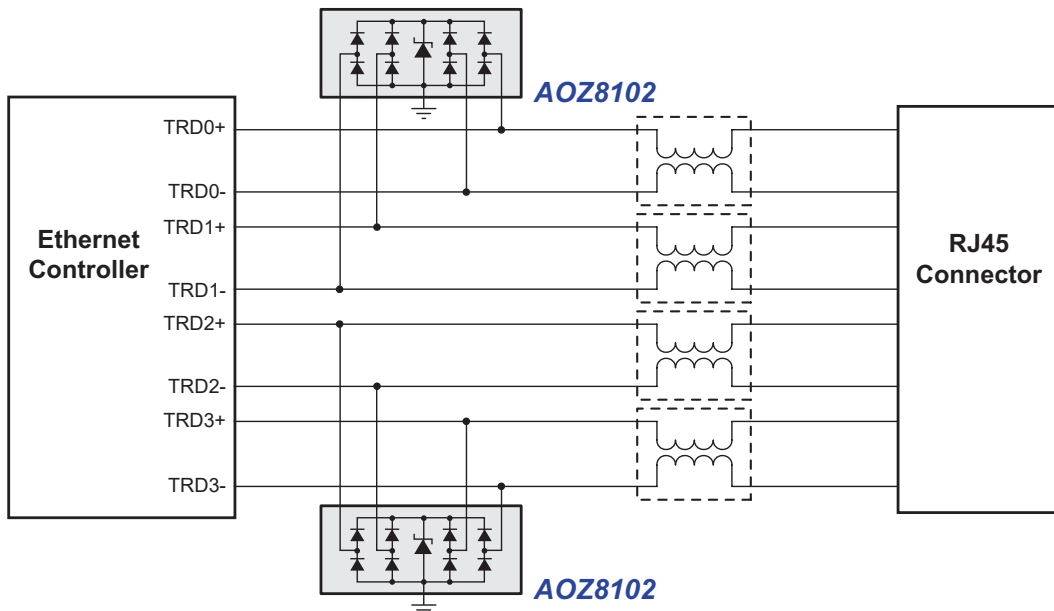 AOZ8102
TRD0+
TRD0-
TRD1+
Ethernet
Controller
RJ45
Connector
TRD1-
TRD2+
TRD2-
TRD3+
TRD3-
AOZ8102